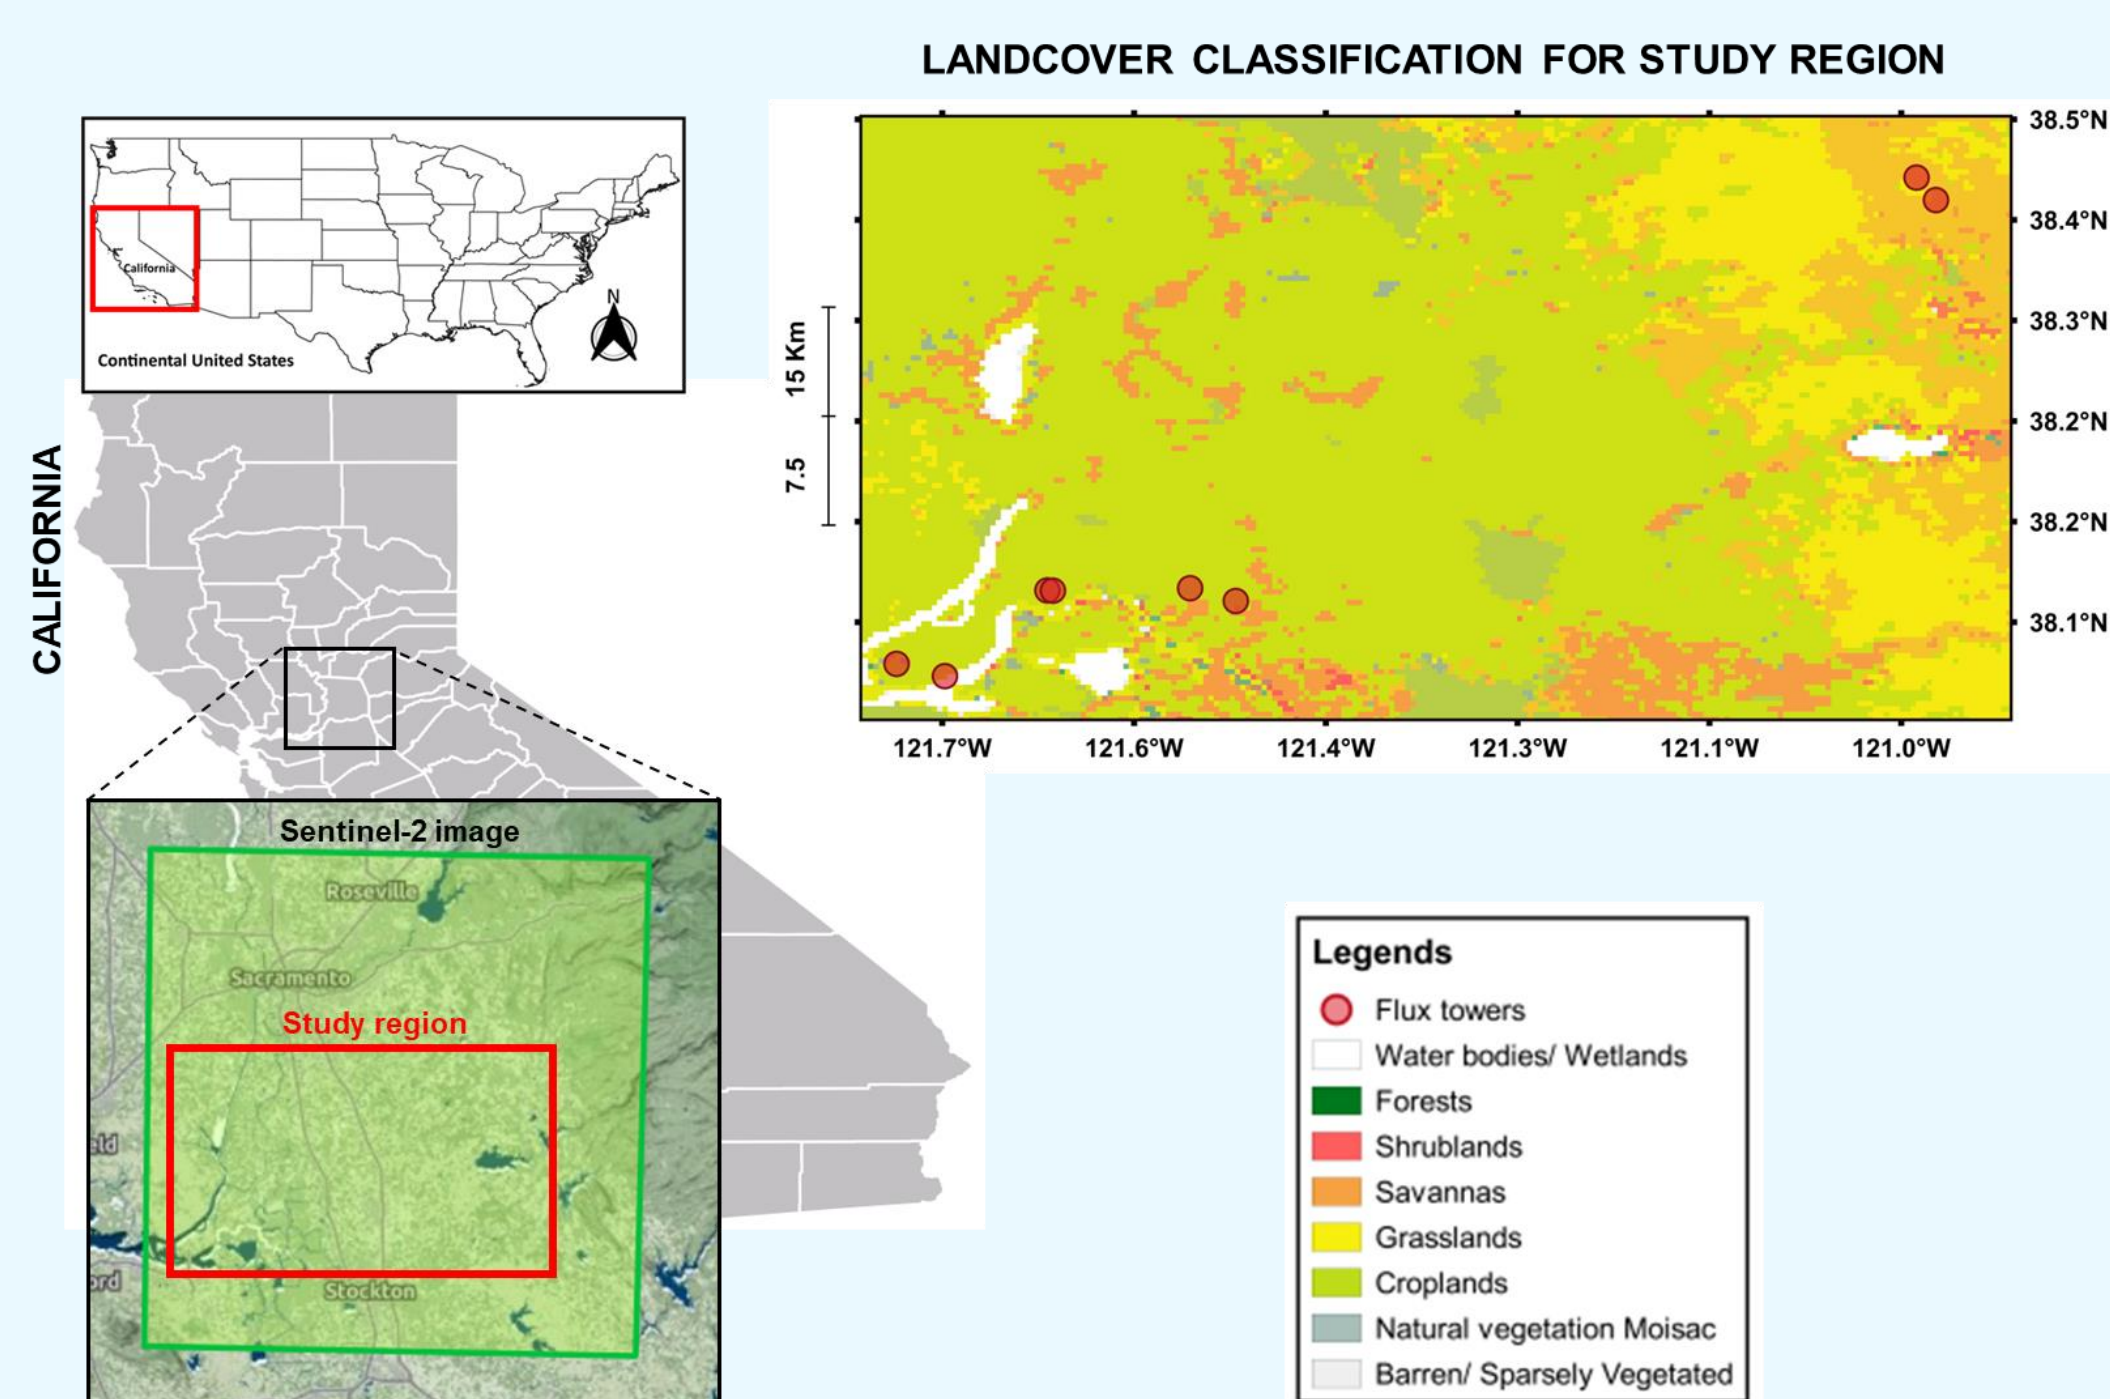 LANDCOVER CLASSIFICATION FOR STUDY REGION
California
N
Continental United States
CALIFORNIA
15 Km
7.5
38.5°N
38.4°N
38.3°N
38.2°N
38.2°N
38.1°N
121.7°W
121.6°W
121.4°W
121.3°W
121.1°W
121.0°W
Sentinel-2 image
Roseville
Sacramento
Study region
eld
ord
Stockton
Legends
Flux towers
Water bodies/ Wetlands
Forests
Shrublands
Savannas
Grasslands
Croplands
Natural vegetation Moisac
Barren/ Sparsely Vegetated